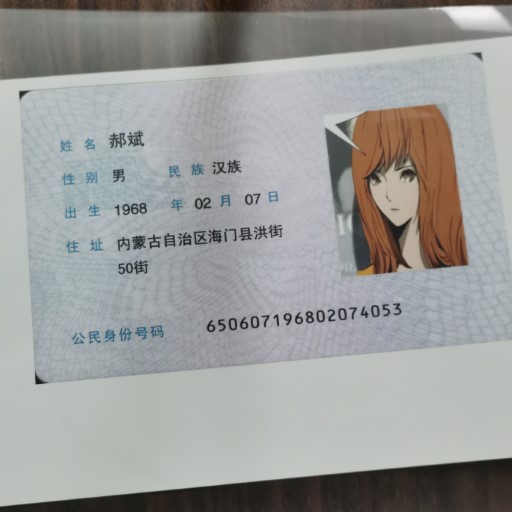 姓名 郝斌
性别 男 民族 汉族
出生 1968 年 02 月 07 日
住址 内蒙古自治区海门县洪街
50街
公民身份号码 650607196802074053